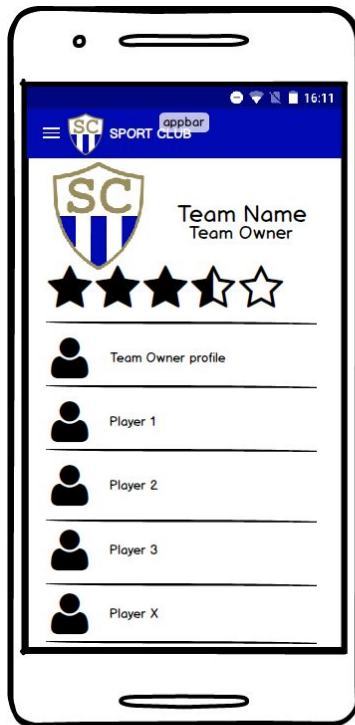 16:11
SC SPORT CLUB
appbar
SC
Team Name
Team Owner
Team Owner profile
Player 1
Player 2
Player 3
Player X